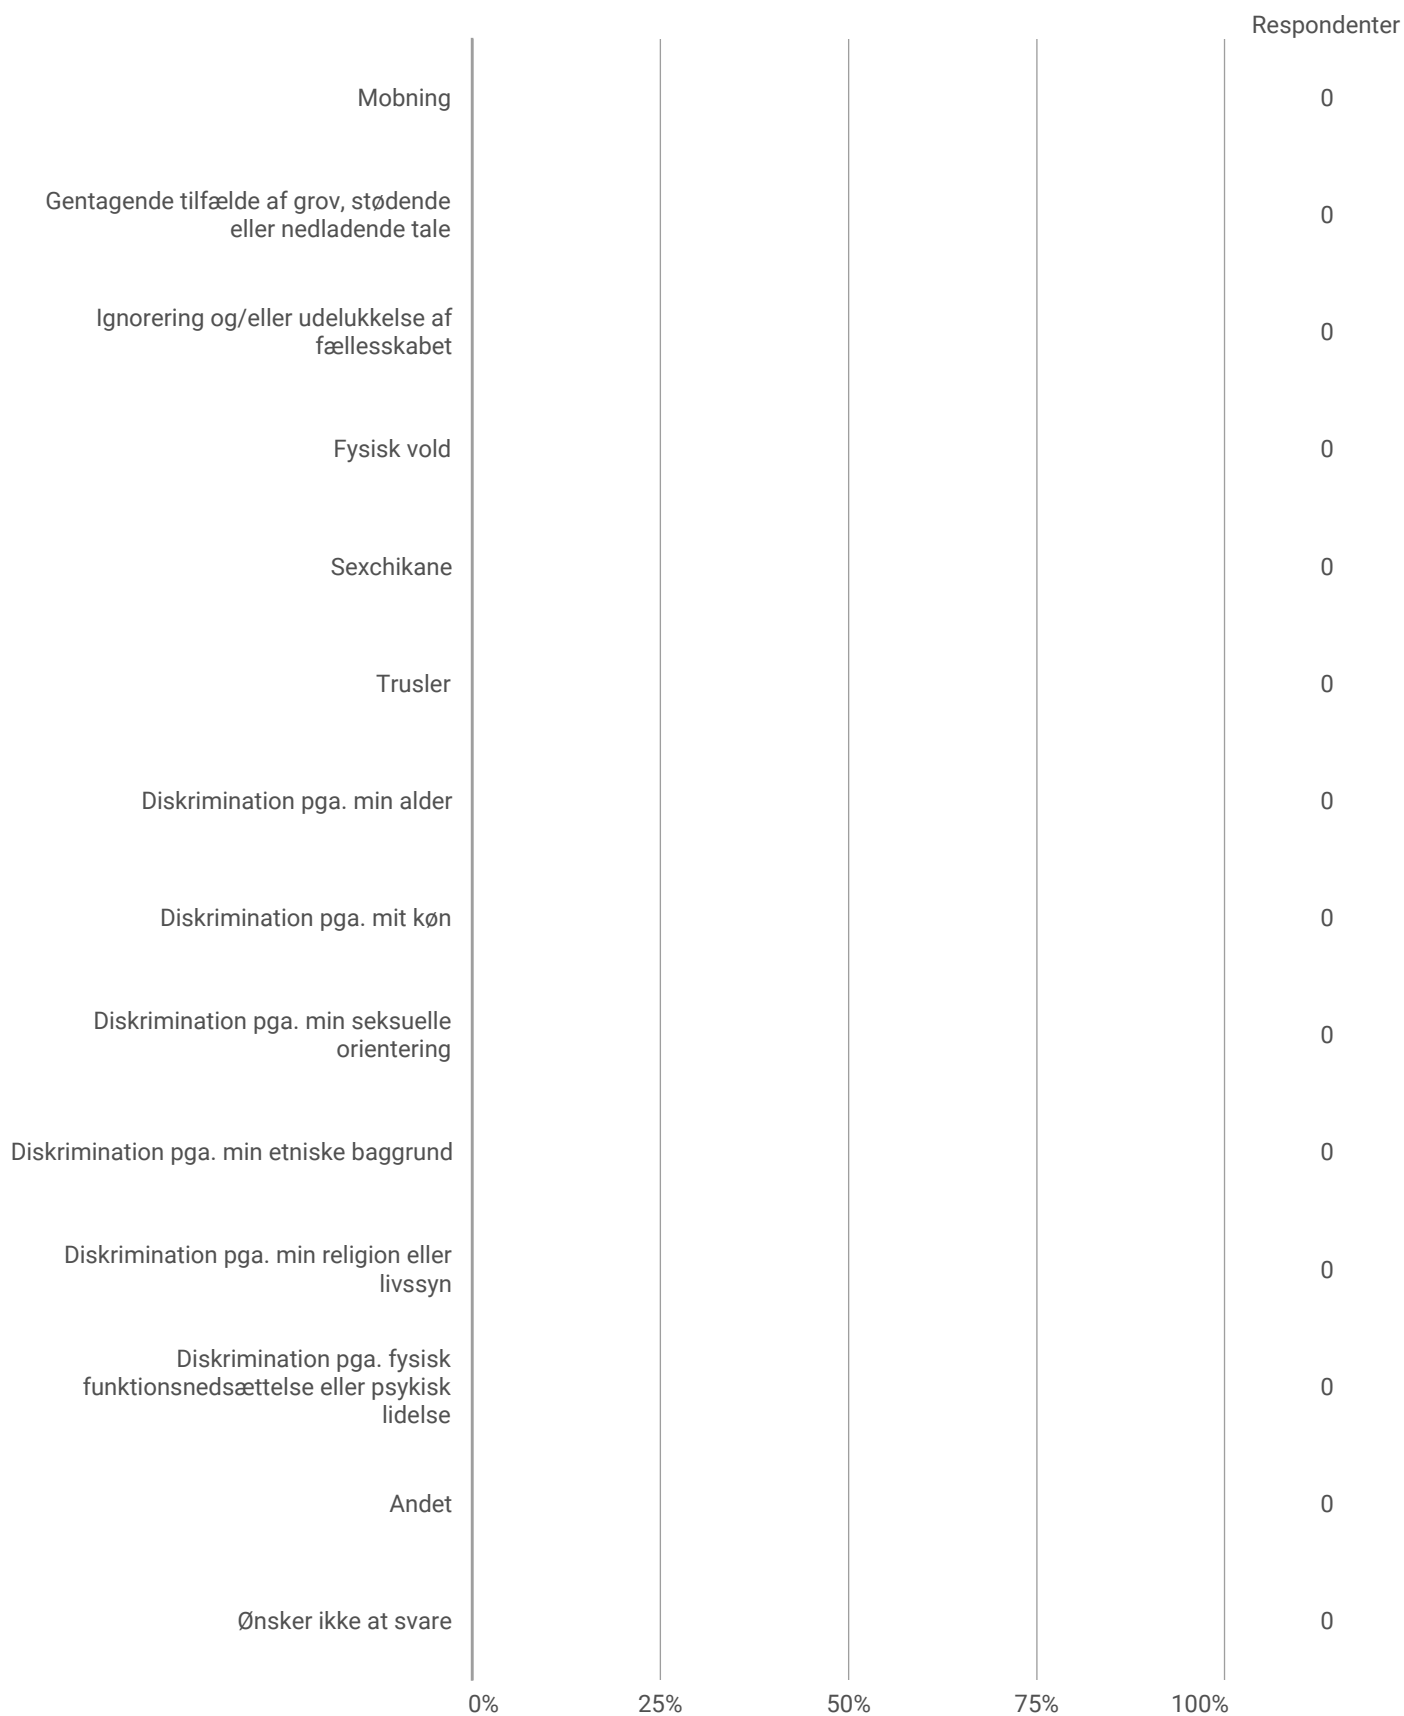 Respondenter
Mobning
0
Gentagende tilfælde af grov, stødende
eller nedladende tale
0
Ignorering og/eller udelukkelse af
fællesskabet
0
Fysisk vold
0
Sexchikane
0
Trusler
0
Diskrimination pga. min alder
0
Diskrimination pga. mit køn
0
Diskrimination pga. min seksuelle
orientering
0
Diskrimination pga. min etniske baggrund
0
Diskrimination pga. min religion eller
livssyn
0
Diskrimination pga. fysisk
funktionsnedsættelse eller psykisk
lidelse
0
Andet
0
Ønsker ikke at svare
0
0% 25% 50% 75% 100%